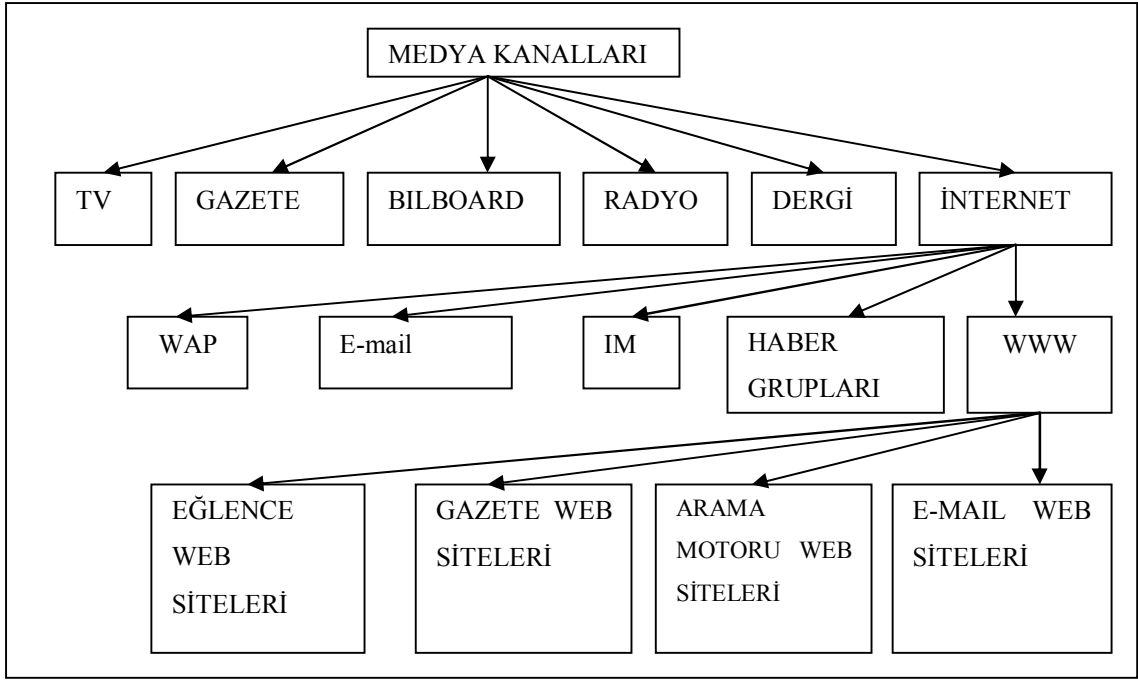 MEDYA KANALLARI
TV
GAZETE
BILBOARD
RADYO
DERGİ
İNTERNET
WAP
E-mail
IM
HABER
GRUPLARI
WWW
EĞLENCE
WEB
SİTELERİ
GAZETE WEB
SİTELERİ
ARAMA
MOTORU WEB
SİTELERİ
E-MAIL WEB
SİTELERİ